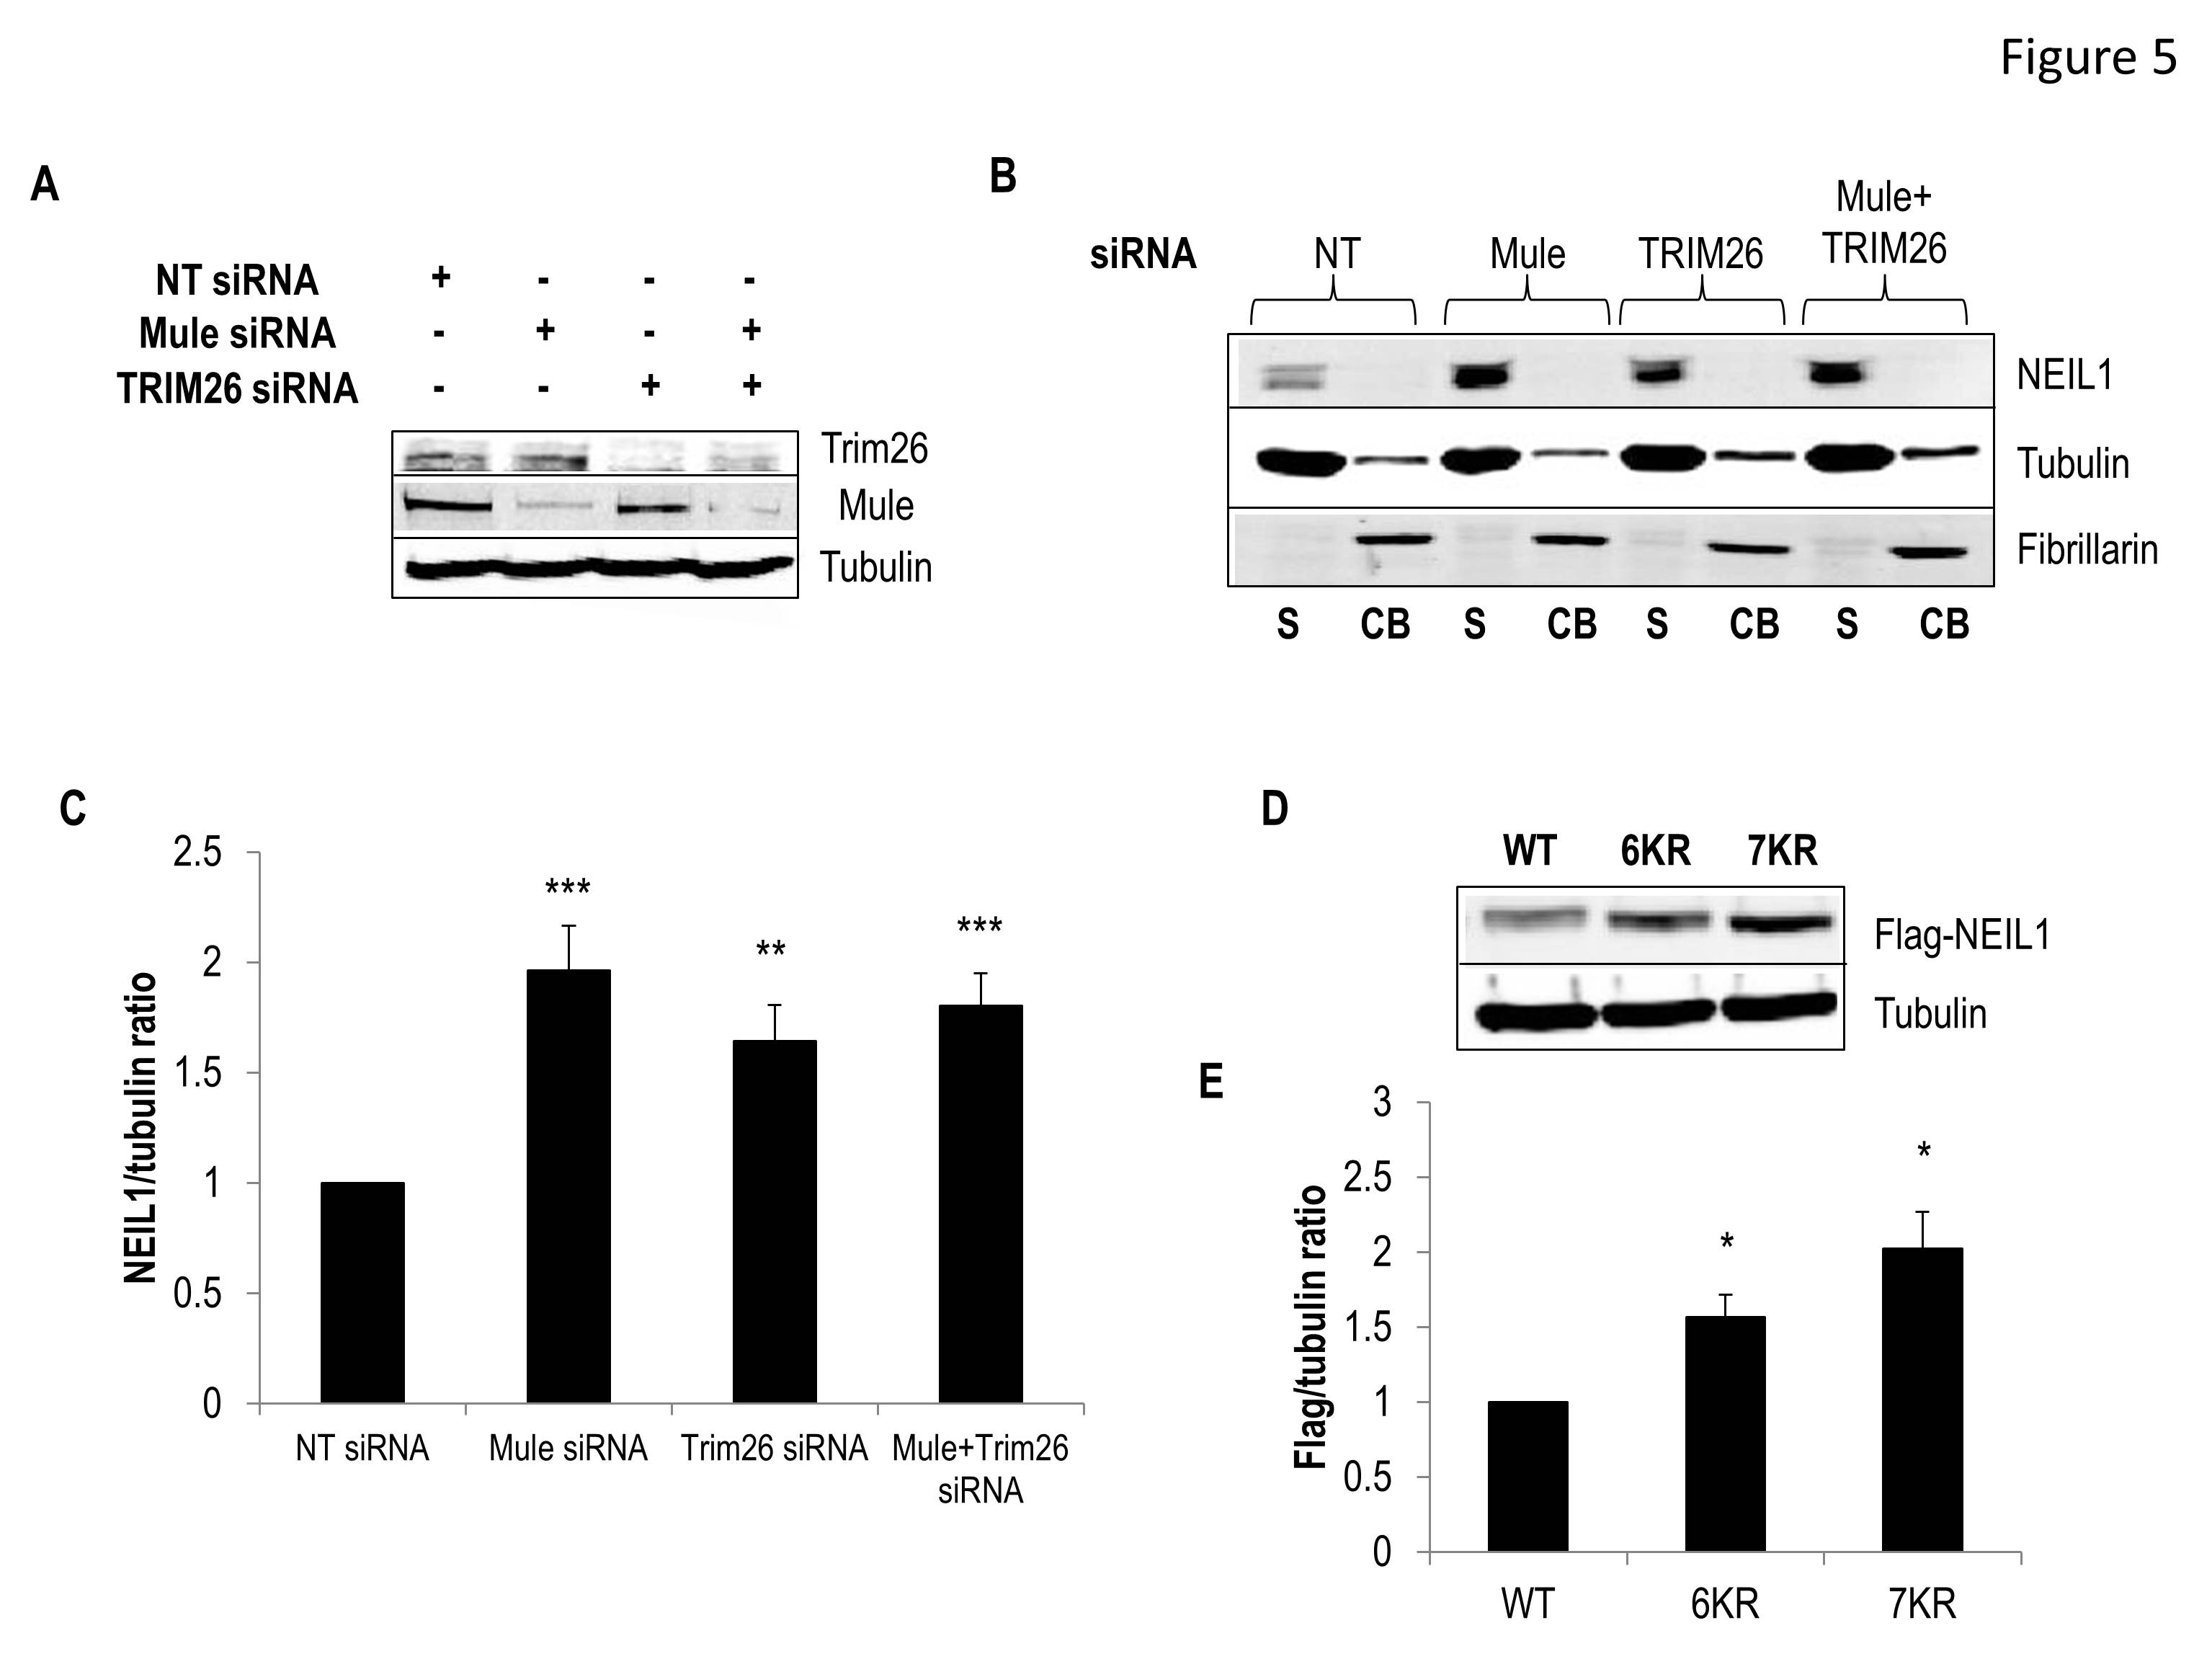 Figure 5
A
NT siRNA + - - -
Mule siRNA - + - +
TRIM26 siRNA - - + +
Trim26
Mule
Tubulin
B
siRNA NT Mule TRIM26 Mule+
TRIM26
NEIL1
Tubulin
Fibrillarin
S CB S CB S CB S CB
C
NEIL1/tubulin ratio
2.5
2
1.5
1
0.5
0
***
**
***
NT siRNA Mule siRNA Trim26 siRNA Mule+Trim26
siRNA
D
WT 6KR 7KR
Flag-NEIL1
Tubulin
E
Flag/tubulin ratio
3
2.5
2
1.5
1
0.5
0
*
*
WT 6KR 7KR